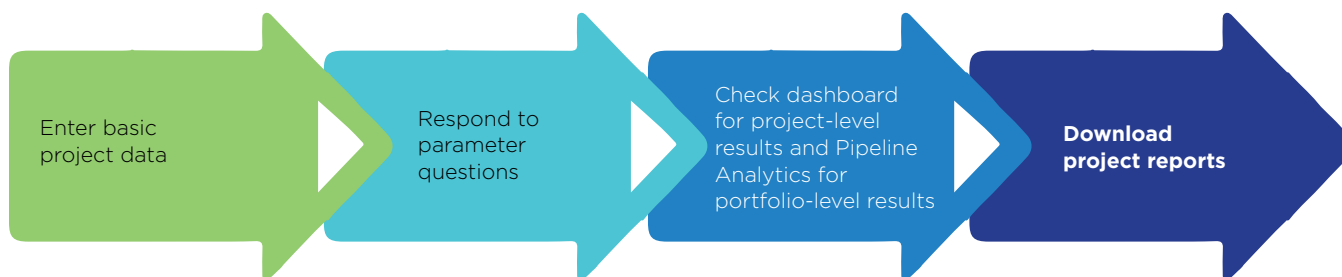 Enter basic
project data
Respond to
parameter
questions
Check dashboard
for project-level
results and Pipeline
Analytics for
portfolio-level results
Download
project reports